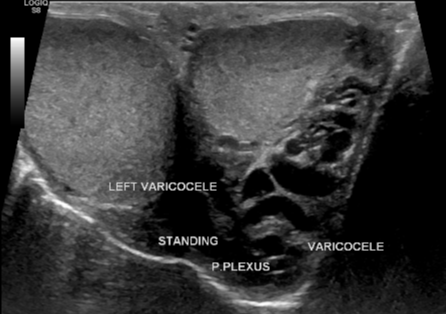 LOGIQ
S8
LEFT VARICOCELE
STANDING
VARICOCELE
P.PLEXUS